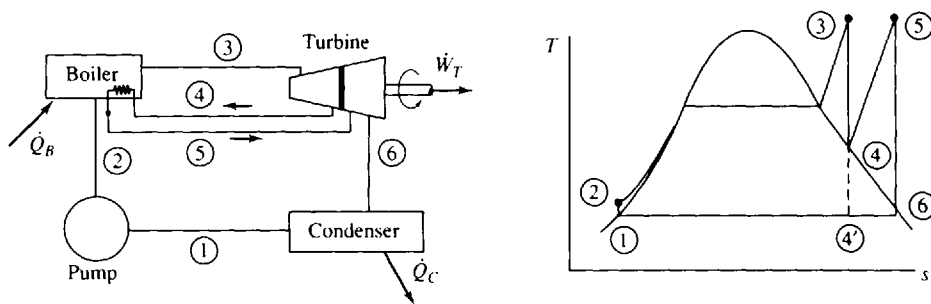 Boiler
Q̇_B
②
③
④
⑤
Turbine
Ẇ_T
⑥
Pump
①
Condenser
Q̇_C
T
③
⑤
②
④
①
4′
⑥
s